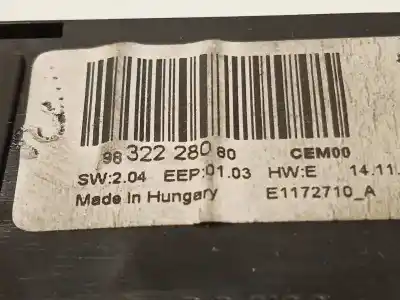 98 322 280 80 CEM00
SW:2.04 EEP:01.03 HW:E 14.11.
Made in Hungary E1172710_A